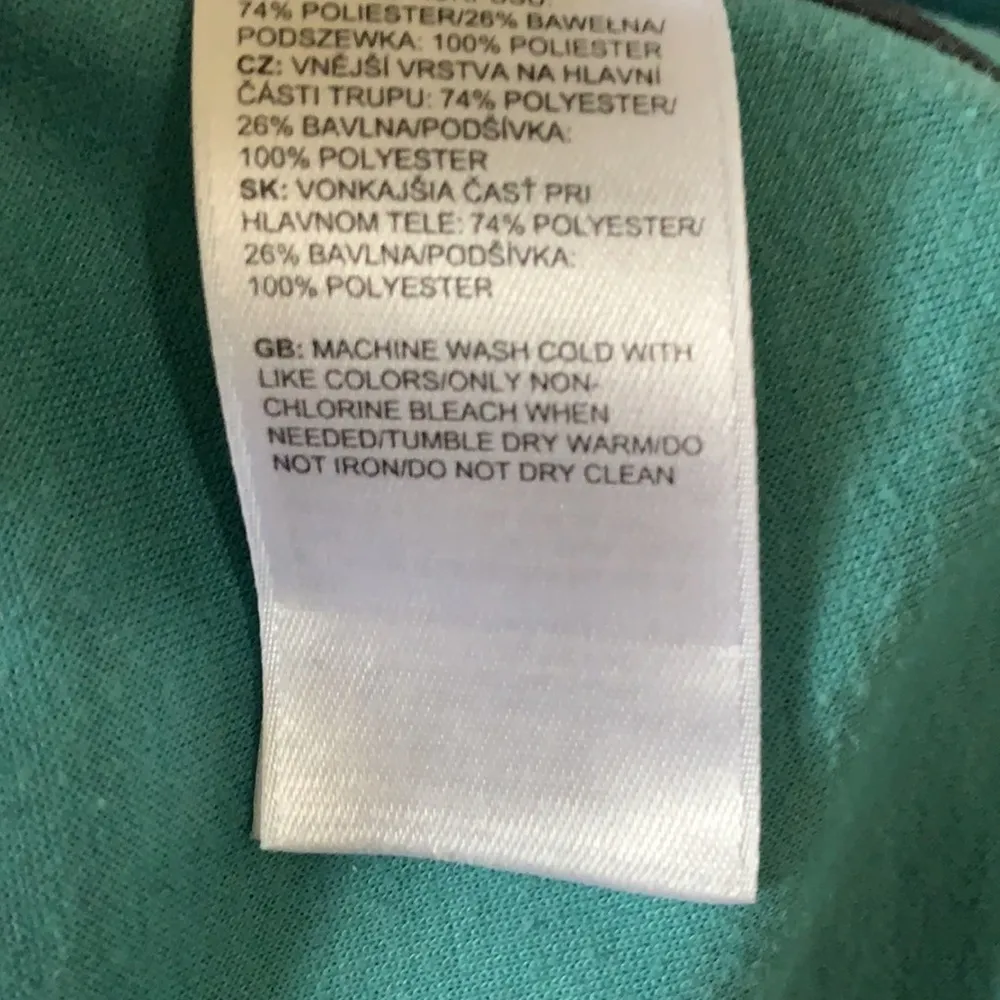 74% POLIESTER/26% BAWEŁNA/
PODSZEWKA: 100% POLIESTER
CZ: VNĚJŠÍ VRSTVA NA HLAVNÍ
ČÁSTI TRUPU: 74% POLYESTER/
26% BAVLNA/PODŠÍVKA:
100% POLYESTER
SK: VONKAJŠIA ČASŤ PRI
HLAVNOM TELE: 74% POLYESTER/
26% BAVLNA/PODŠÍVKA:
100% POLYESTER
GB: MACHINE WASH COLD WITH
LIKE COLORS/ONLY NON-
CHLORINE BLEACH WHEN
NEEDED/TUMBLE DRY WARM/DO
NOT IRON/DO NOT DRY CLEAN